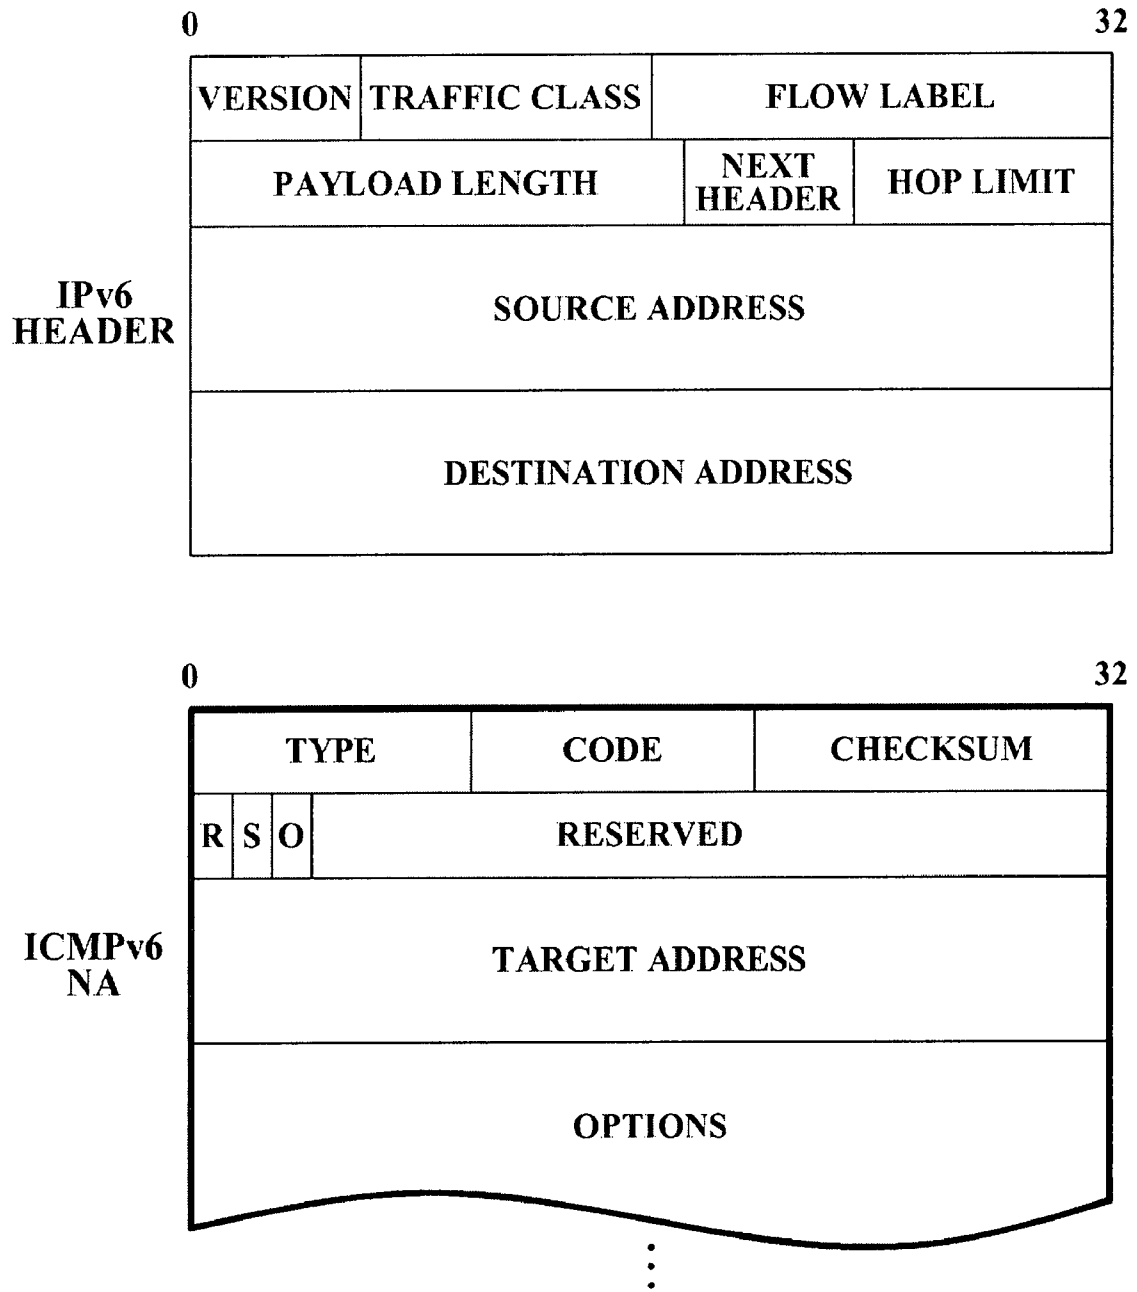 0 32
VERSION TRAFFIC CLASS FLOW LABEL
PAYLOAD LENGTH NEXT HEADER HOP LIMIT
IPv6
HEADER
SOURCE ADDRESS
DESTINATION ADDRESS
0 32
TYPE CODE CHECKSUM
R S O RESERVED
ICMPv6
NA
TARGET ADDRESS
OPTIONS